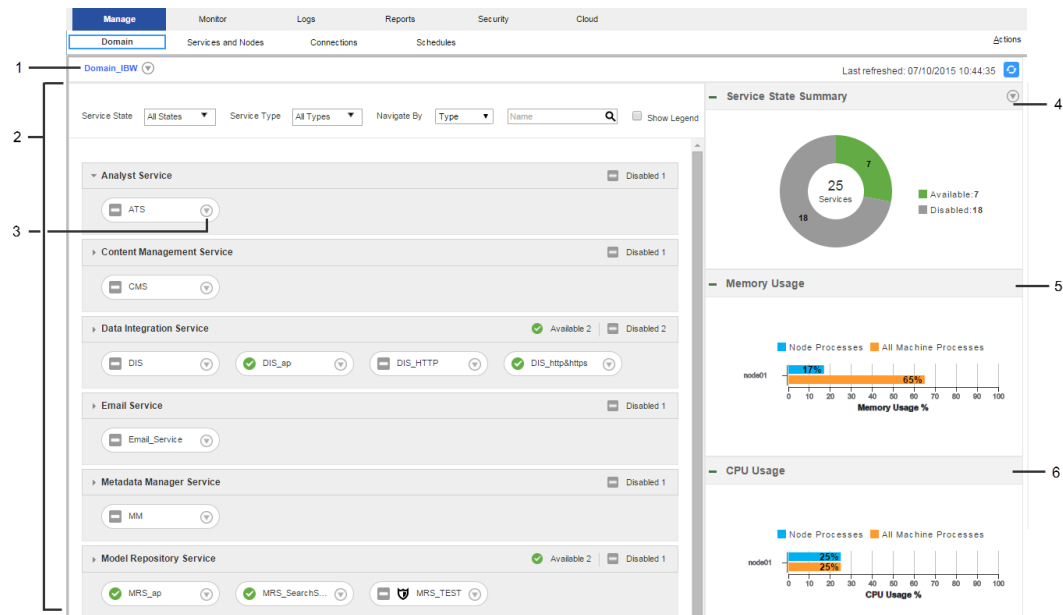 Manage Monitor Logs Reports Security Cloud
Domain Services and Nodes Connections Schedules Actions
1 Domain_IBW Last refreshed: 07/10/2015 10:44:35
2
Service State All States Service Type All Types Navigate By Type Name Show Legend
Analyst Service Disabled 1
ATS
3
Content Management Service Disabled 1
CMS
Data Integration Service Available 2 Disabled 2
DIS DIS_ap DIS_HTTP DIS_http&https
Email Service Disabled 1
Email_Service
Metadata Manager Service Disabled 1
MM
Model Repository Service Available 2 Disabled 1
MRS_ap MRS_SearchS... MRS_TEST
Service State Summary 4
7
25
Services
18
Available:7
Disabled:18
Memory Usage 5
Node Processes All Machine Processes
17%
node01
65%
0 10 20 30 40 50 60 70 80 90 100
Memory Usage %
CPU Usage 6
Node Processes All Machine Processes
25%
node01
25%
0 10 20 30 40 50 60 70 80 90 100
CPU Usage %